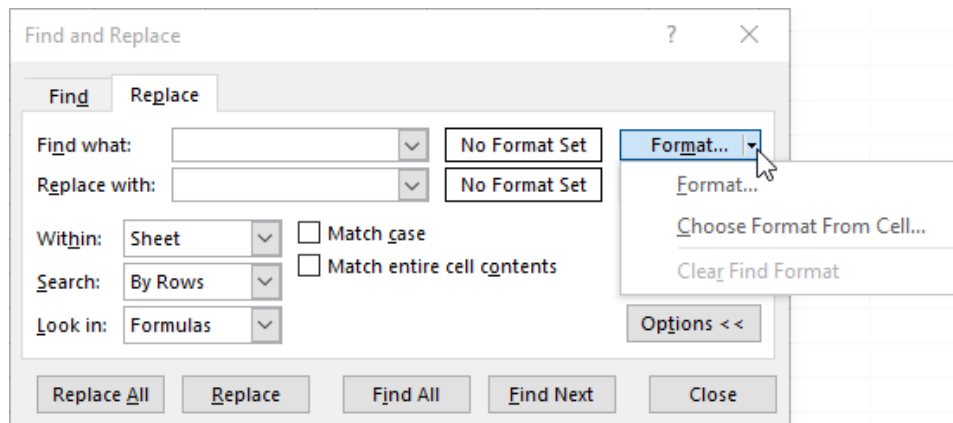 Find and Replace ?
Find Replace
Find what: No Format Set Format...
Replace with: No Format Set
Format...
Choose Format From Cell...
Clear Find Format
Within: Sheet Match case
Match entire cell contents
Search: By Rows
Look in: Formulas Options <<
Replace All Replace Find All Find Next Close